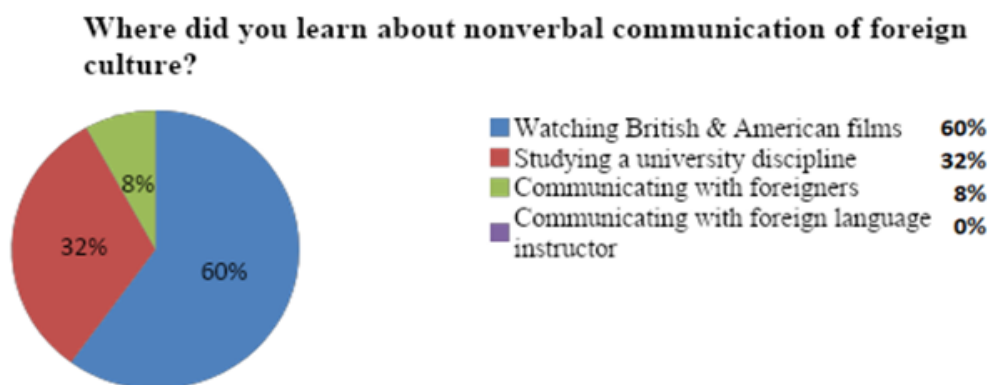 Where did you learn about nonverbal communication of foreign
culture?
8%
32%
60%
Watching British & American films 60%
Studying a university discipline 32%
Communicating with foreigners 8%
Communicating with foreign language 0%
instructor